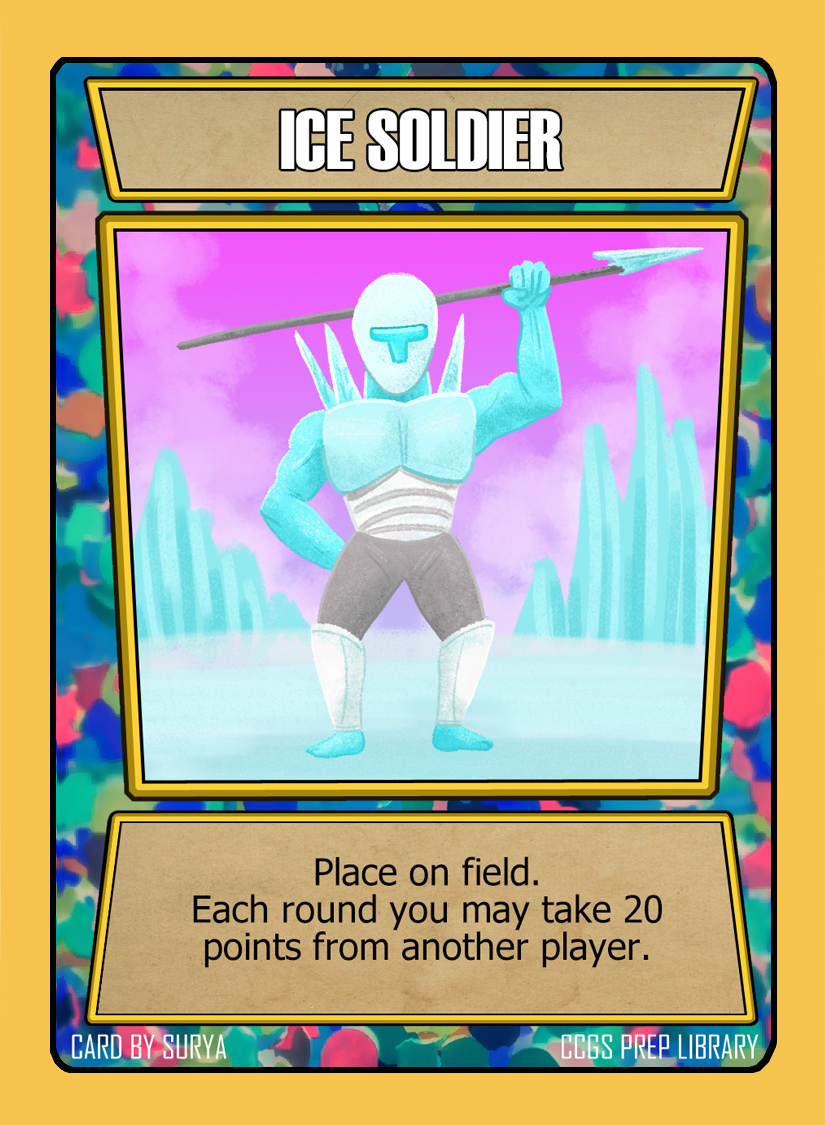 ICE SOLDIER
Place on field.
Each round you may take 20
points from another player.
CARD BY SURYA
CCGS PREP LIBRARY